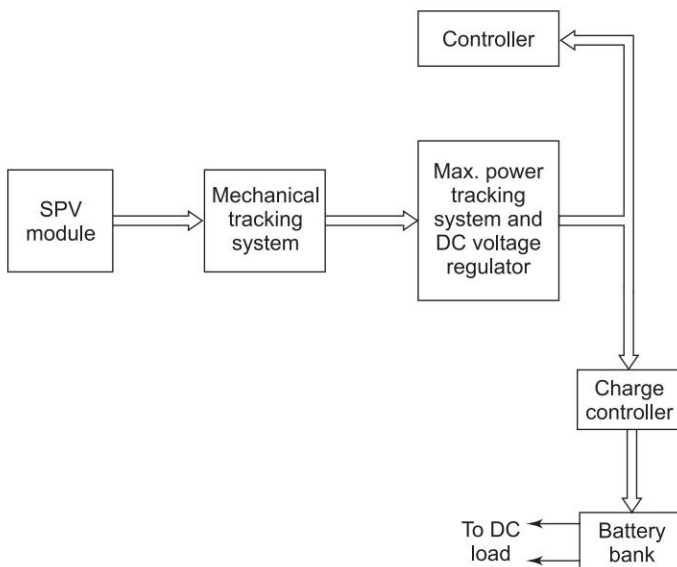 Controller
SPV
module
Mechanical
tracking
system
Max. power
tracking
system and
DC voltage
regulator
Charge
controller
To DC
load
Battery
bank